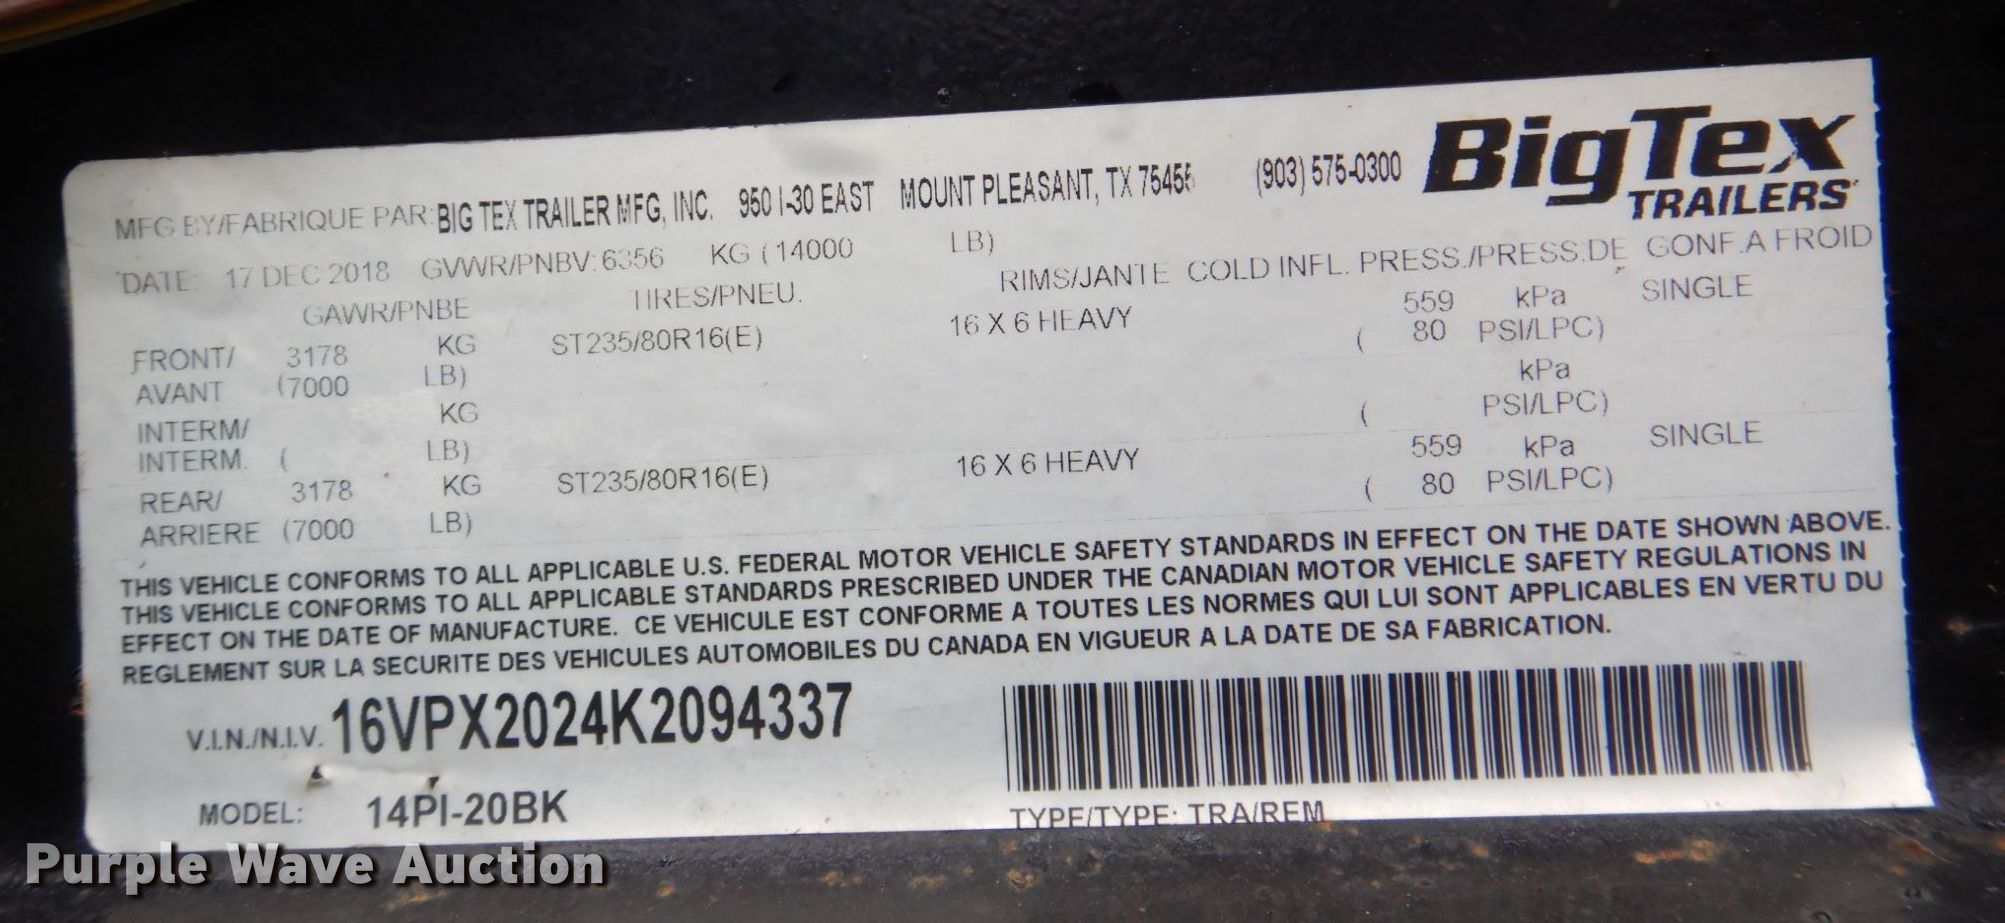 BigTex
TRAILERS
MFG BY/FABRIQUE PAR: BIG TEX TRAILER MFG, INC. 950 I-30 EAST MOUNT PLEASANT, TX 75455 (903) 575-0300
DATE: 17 DEC 2018 GVWR/PNBV: 6356 KG (14000 LB)
GAWR/PNBE TIRES/PNEU. RIMS/JANTE COLD INFL. PRESS./PRESS.DE GONF.A FROID
FRONT/ 3178 KG ST235/80R16(E) 16 X 6 HEAVY 559 kPa SINGLE
AVANT (7000 LB) ( 80 PSI/LPC)
INTERM/ KG kPa
INTERM. ( LB) ( PSI/LPC)
REAR/ 3178 KG ST235/80R16(E) 16 X 6 HEAVY 559 kPa SINGLE
ARRIERE (7000 LB) ( 80 PSI/LPC)
THIS VEHICLE CONFORMS TO ALL APPLICABLE U.S. FEDERAL MOTOR VEHICLE SAFETY STANDARDS IN EFFECT ON THE DATE SHOWN ABOVE.
THIS VEHICLE CONFORMS TO ALL APPLICABLE STANDARDS PRESCRIBED UNDER THE CANADIAN MOTOR VEHICLE SAFETY REGULATIONS IN
EFFECT ON THE DATE OF MANUFACTURE. CE VEHICULE EST CONFORME A TOUTES LES NORMES QUI LUI SONT APPLICABLES EN VERTU DU
REGLEMENT SUR LA SECURITE DES VEHICULES AUTOMOBILES DU CANADA EN VIGUEUR A LA DATE DE SA FABRICATION.
V.I.N./N.I.V. 16VPX2024K2094337
MODEL: 14PI-20BK TYPE/TYPE: TRA/REM
Purple Wave Auction